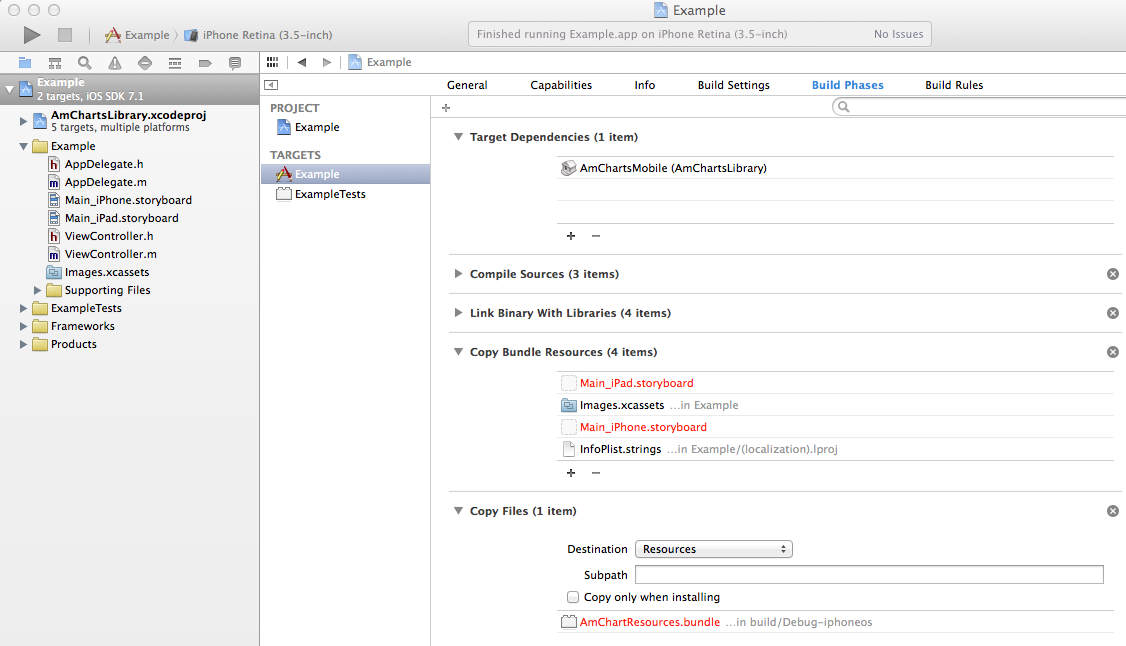 Example
Example
iPhone Retina (3.5-inch)
Finished running Example.app on iPhone Retina (3.5-inch)
No Issues
Example
Example
2 targets, iOS SDK 7.1
AmChartsLibrary.xcodeproj
5 targets, multiple platforms
Example
AppDelegate.h
AppDelegate.m
Main_iPhone.storyboard
Main_iPad.storyboard
ViewController.h
ViewController.m
Images.xcassets
Supporting Files
ExampleTests
Frameworks
Products
General
Capabilities
Info
Build Settings
Build Phases
Build Rules
PROJECT
Example
TARGETS
Example
ExampleTests
Target Dependencies (1 item)
AmChartsMobile (AmChartsLibrary)
Compile Sources (3 items)
Link Binary With Libraries (4 items)
Copy Bundle Resources (4 items)
Main_iPad.storyboard
Images.xcassets ...in Example
Main_iPhone.storyboard
InfoPlist.strings ...in Example/(localization).lproj
Copy Files (1 item)
Destination Resources
Subpath
Copy only when installing
AmChartResources.bundle ...in build/Debug-iphoneos